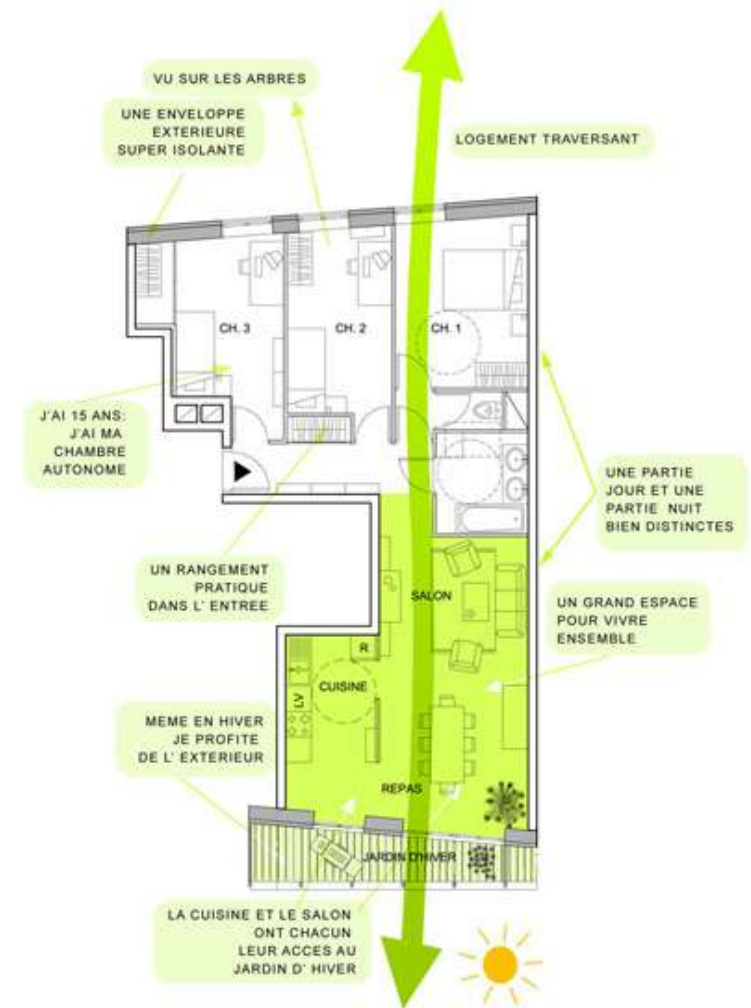 VU SUR LES ARBRES
UNE ENVELOPPE
EXTERIEURE
SUPER ISOLANTE
LOGEMENT TRAVERSANT
CH. 3
CH. 2
CH. 1
J'AI 15 ANS:
J'AI MA
CHAMBRE
AUTONOME
UNE PARTIE
JOUR ET UNE
PARTIE NUIT
BIEN DISTINCTES
UN RANGEMENT
PRATIQUE
DANS L' ENTREE
SALON
UN GRAND ESPACE
POUR VIVRE
ENSEMBLE
R
CUISINE
LV
MEME EN HIVER
JE PROFITE
DE L' EXTERIEUR
REPAS
JARDIN D'HIVER
LA CUISINE ET LE SALON
ONT CHACUN
LEUR ACCES AU
JARDIN D' HIVER